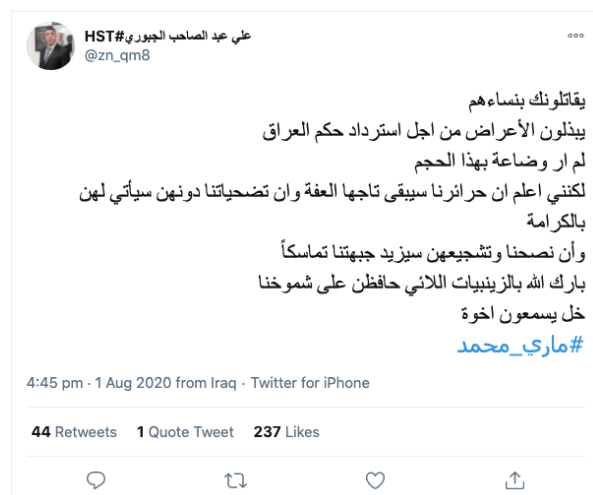 علي عبد الصاحب الجبوري#HST
@zn_qm8
يقاتلونك بنساءهم
يبذلون الأعراض من اجل استرداد حكم العراق
لم ار وضاعة بهذا الحجم
لكنني اعلم ان حرائرنا سيبقى تاجها العفة وان تضحياتنا دونهن سيأتي لهن
بالكرامة
وأن نصحنا وتشجيعهن سيزيد جبهتنا تماسكاً
بارك الله بالزينبيات اللائي حافظن على شموخنا
خل يسمعون اخوة
#ماري_محمد
4:45 pm · 1 Aug 2020 from Iraq · Twitter for iPhone
44 Retweets 1 Quote Tweet 237 Likes